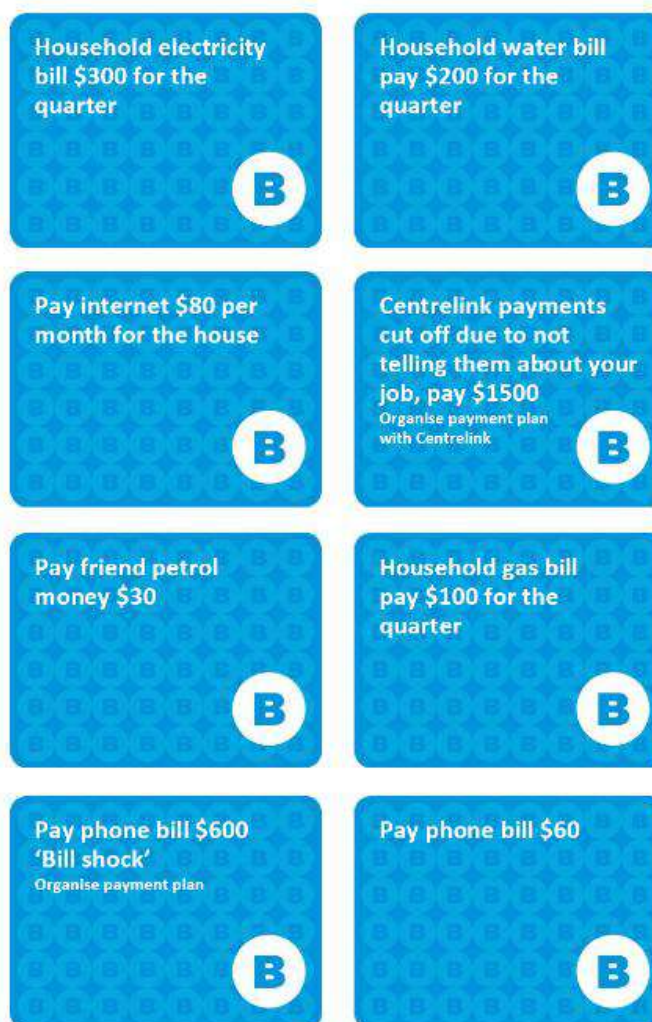 Household electricity
bill $300 for the
quarter
B
Household water bill
pay $200 for the
quarter
B
Pay internet $80 per
month for the house
B
Centrelink payments
cut off due to not
telling them about your
job, pay $1500
Organise payment plan
with Centrelink
B
Pay friend petrol
money $30
B
Household gas bill
pay $100 for the
quarter
B
Pay phone bill $600
‘Bill shock’
Organise payment plan
B
Pay phone bill $60
B